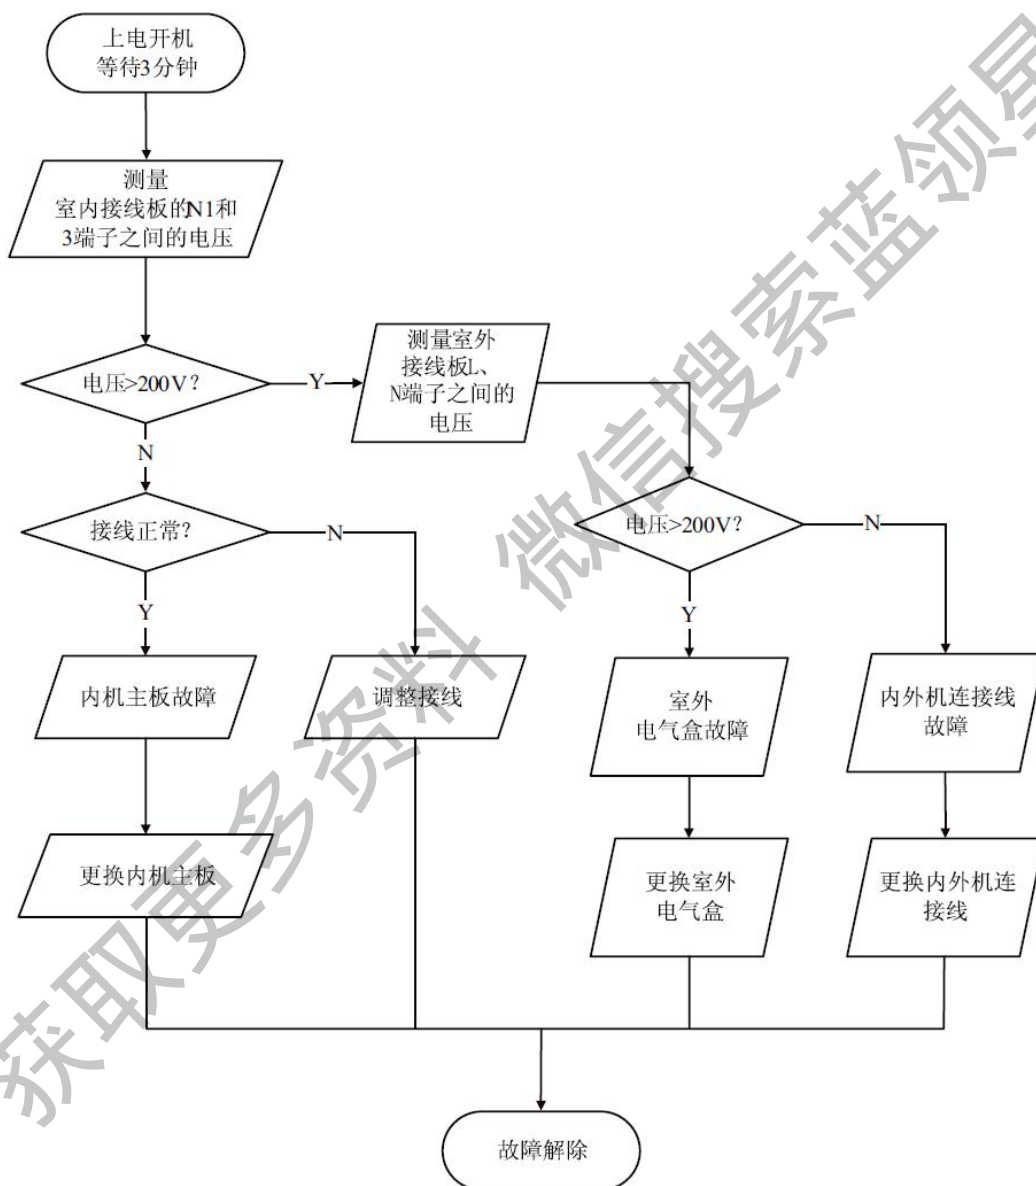 上电开机
等待3分钟
测量
室内接线板的N1和
3端子之间的电压
电压>200V？
Y
测量室外
接线板L、
N端子之间的
电压
N
接线正常？
N
电压>200V？
N
Y
Y
内机主板故障
调整接线
室外
电气盒故障
内外机连接线
故障
更换内机主板
更换室外
电气盒
更换内外机连
接线
故障解除
获取更多资料 微信搜索蓝领星